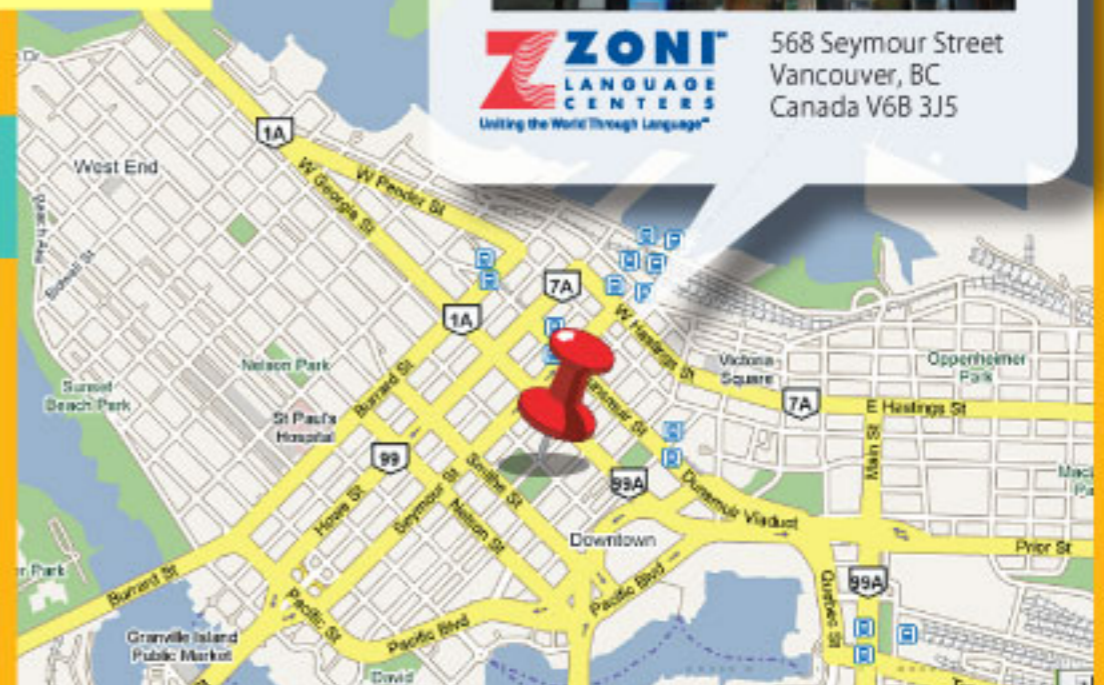 ZONI
LANGUAGE
CENTERS
Uniting the World Through Language
568 Seymour Street
Vancouver, BC
Canada V6B 3J5
Dr
1A
West End
W Georgia St
W Pender St
7A
1A
W Hastings St
Nelson Park
Burrard St
Victoria
Square
Oppenheimer
Park
Sunset
Beach Park
St Paul's
Hospital
7A
E Hastings St
Main St
99
99A
Smithe St
Howe St
Seymour St
Nelson St
Dunsmuir Viaduct
Downtown
Prior St
Burrard St
Pacific St
Pacific Blvd
Pacific Blvd
Quebec St
99A
Granville Island
Public Market
David